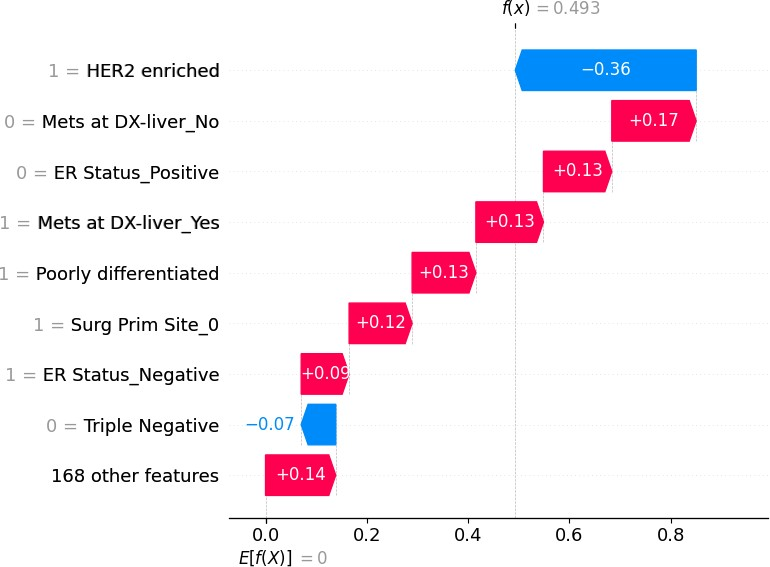 f(x) = 0.493
1 = HER2 enriched
−0.36
0 = Mets at DX-liver_No
+0.17
0 = ER Status_Positive
+0.13
1 = Mets at DX-liver_Yes
+0.13
1 = Poorly differentiated
+0.13
1 = Surg Prim Site_0
+0.12
1 = ER Status_Negative
+0.09
0 = Triple Negative
−0.07
168 other features
+0.14
0.0 0.2 0.4 0.6 0.8
E[f(X)] = 0